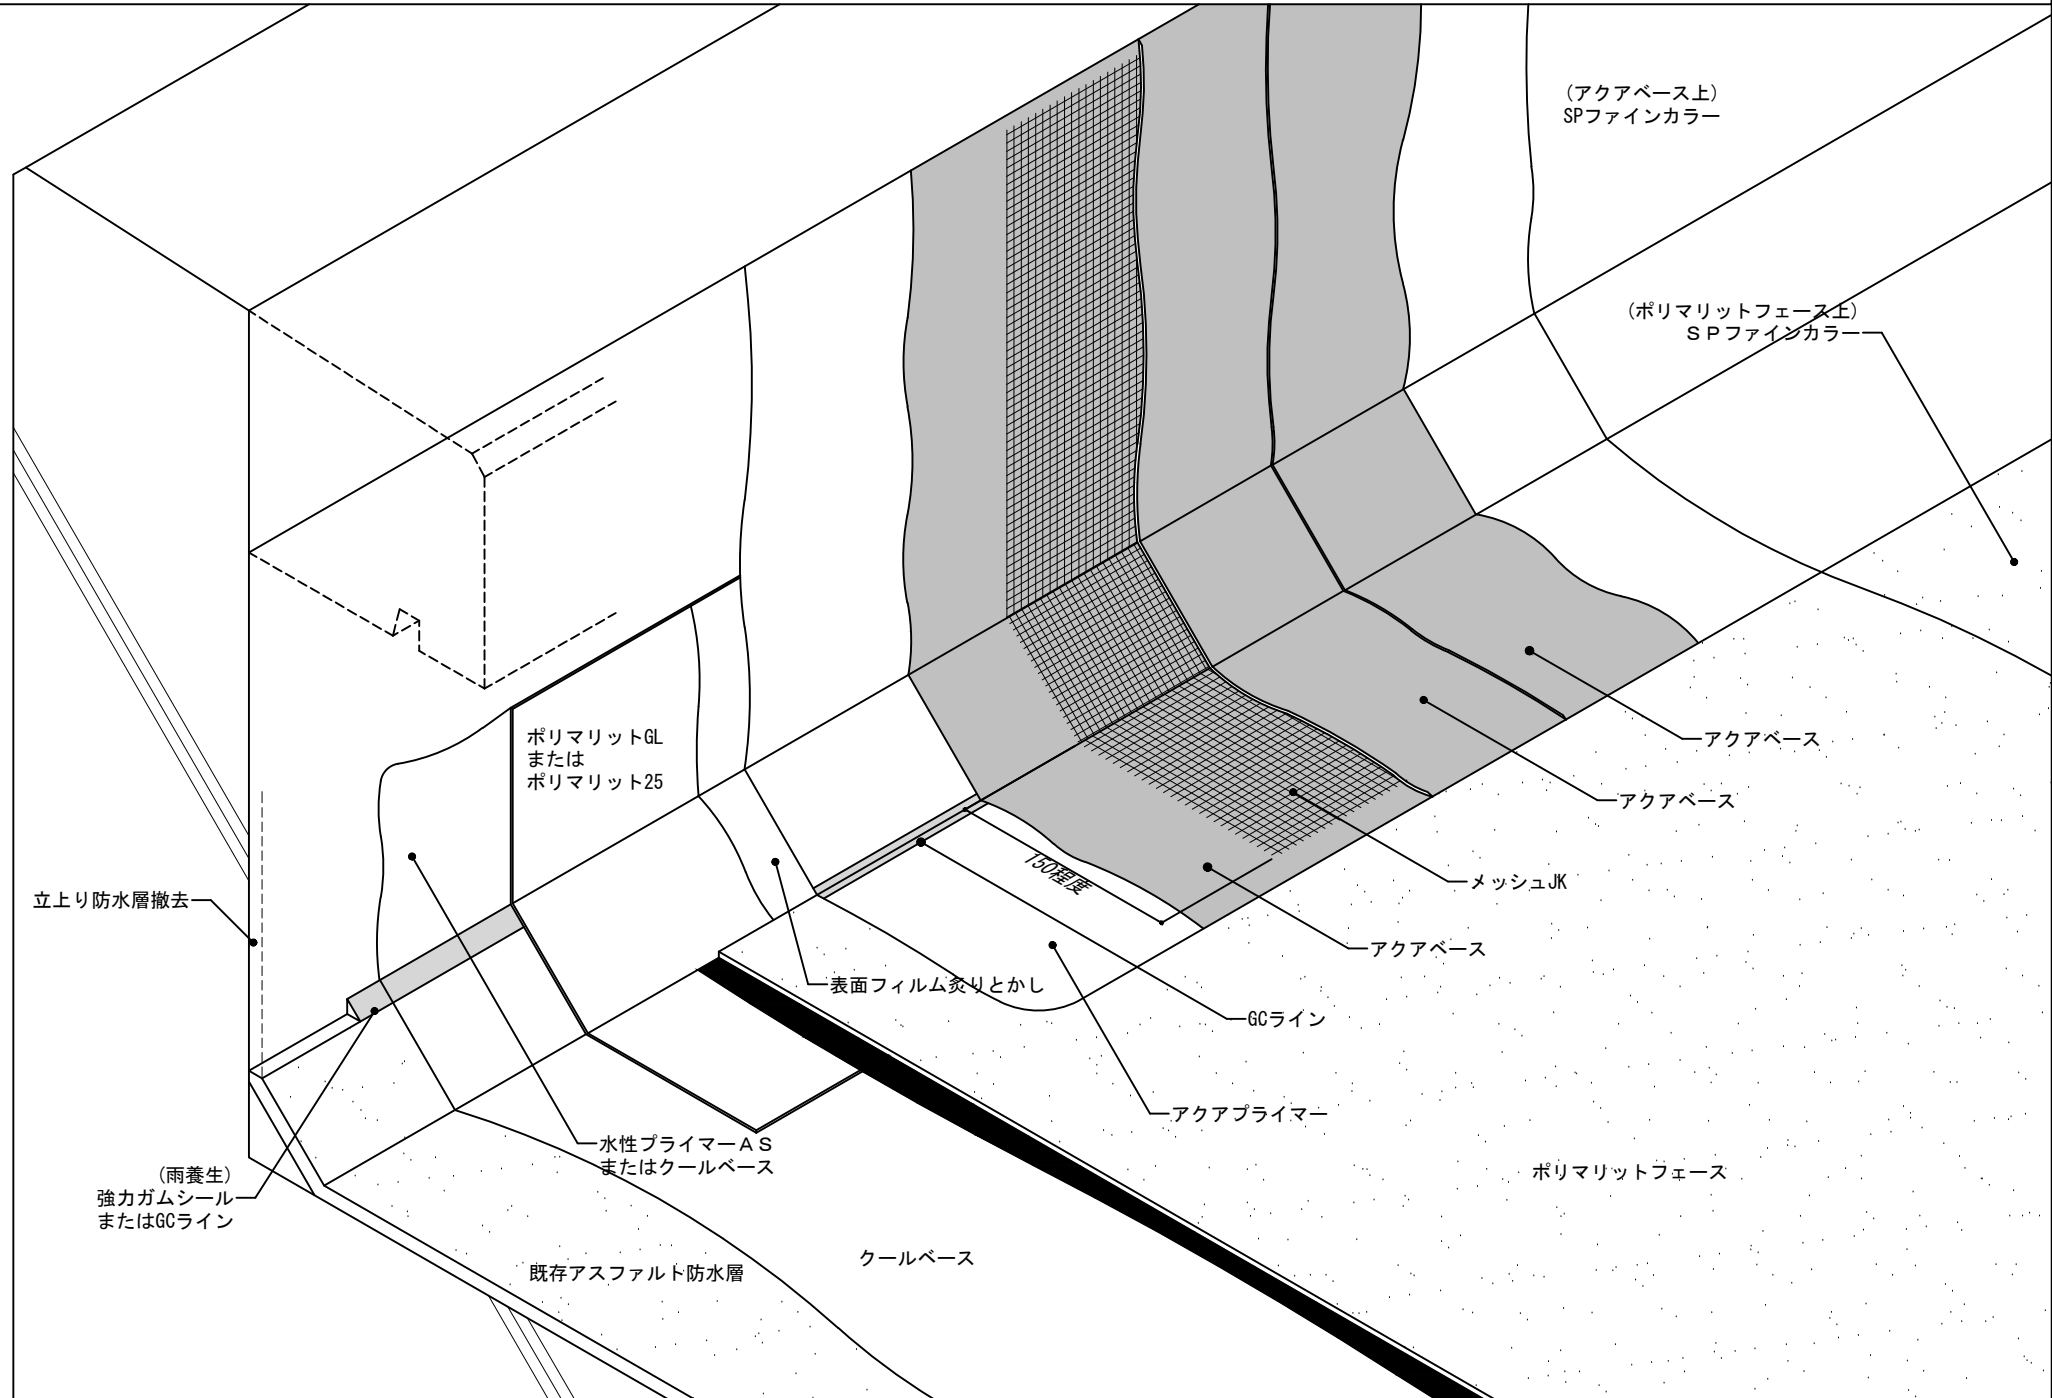 (アクアベース上)
SPファインカラー
(ポリマリットフェース上)
ＳＰファインカラー
ポリマリットGL
または
ポリマリット25
アクアベース
アクアベース
150程度
メッシュJK
立上り防水層撤去
アクアベース
表面フィルム炙りとかし
GCライン
アクアプライマー
水性プライマーＡＳ
またはクールベース
(雨養生)
強力ガムシール
またはGCライン
ポリマリットフェース
クールベース
既存アスファルト防水層